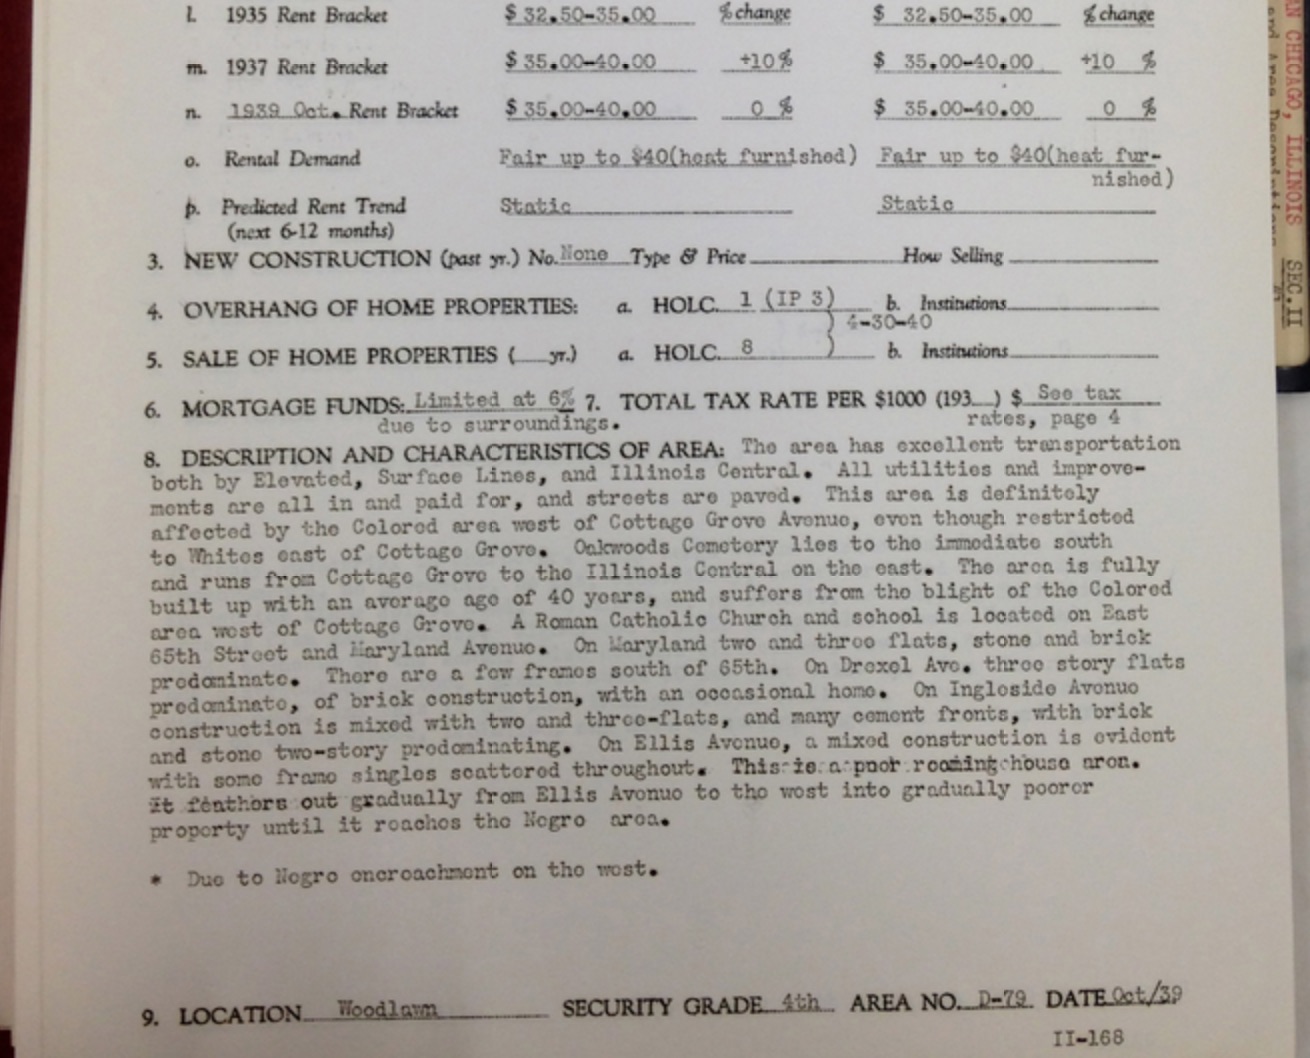 l. 1935 Rent Bracket $ 32.50-35.00 % change $ 32.50-35.00 % change
m. 1937 Rent Bracket $ 35.00-40.00 +10% $ 35.00-40.00 +10 %
n. 1939 Oct. Rent Bracket $ 35.00-40.00 0 % $ 35.00-40.00 0 %
o. Rental Demand Fair up to $40(heat furnished) Fair up to $40(heat fur-
nished)
p. Predicted Rent Trend Static Static
(next 6-12 months)
3. NEW CONSTRUCTION (past yr.) No. None Type & Price How Selling
4. OVERHANG OF HOME PROPERTIES: a. HOLC. 1 (IP 3) b. Institutions
) 4-30-40
5. SALE OF HOME PROPERTIES ( yr.) a. HOLC. 8 ) b. Institutions
6. MORTGAGE FUNDS: Limited at 6% 7. TOTAL TAX RATE PER $1000 (193 ) $ See tax
due to surroundings. rates, page 4
8. DESCRIPTION AND CHARACTERISTICS OF AREA: The area has excellent transportation
both by Elevated, Surface Lines, and Illinois Central. All utilities and improve-
ments are all in and paid for, and streets are paved. This area is definitely
affected by the Colored area west of Cottage Grove Avenue, even though restricted
to Whites east of Cottage Grove. Oakwoods Cemetery lies to the immediate south
and runs from Cottage Grove to the Illinois Central on the east. The area is fully
built up with an average age of 40 years, and suffers from the blight of the Colored
area west of Cottage Grove. A Roman Catholic Church and school is located on East
65th Street and Maryland Avenue. On Maryland two and three flats, stone and brick
predominate. There are a few frames south of 65th. On Drexel Ave. three story flats
predominate, of brick construction, with an occasional home. On Ingleside Avenue
construction is mixed with two and three-flats, and many cement fronts, with brick
and stone two-story predominating. On Ellis Avenue, a mixed construction is evident
with some frame singles scattered throughout. This is a poor rooming house area.
It feathers out gradually from Ellis Avenue to the west into gradually poorer
property until it reaches the Negro area.
* Due to Negro encroachment on the west.
9. LOCATION Woodlawn SECURITY GRADE 4th AREA NO. D-79 DATE Oct/39
II-168
AN CHICAGO, ILLINOIS SEC.II